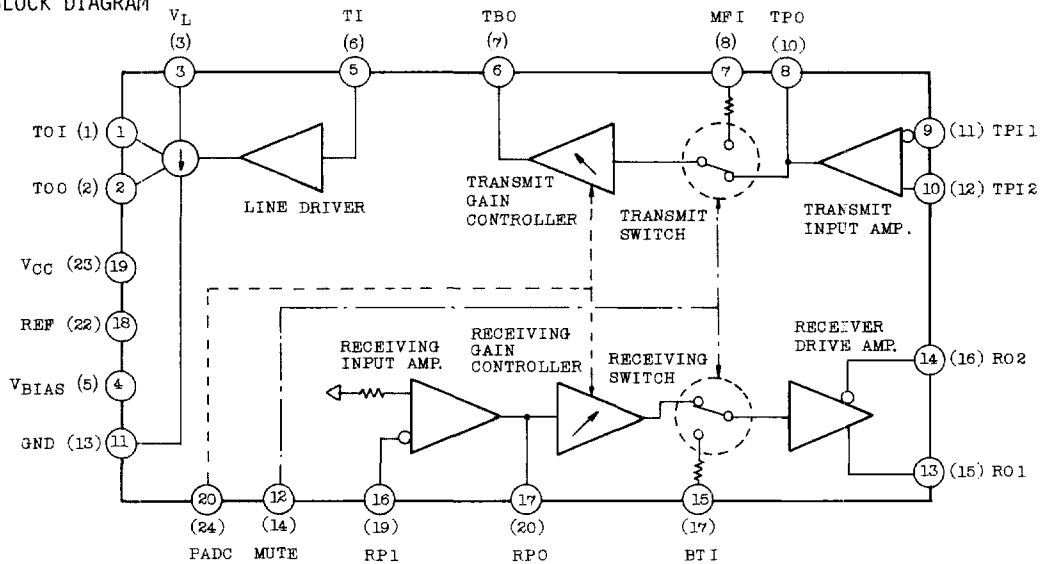 BLOCK DIAGRAM
VL TI TBO MFI TPO
(3) (6) (7) (8) (10)
3 5 6 7 8
TOI (1) 1
9 (11) TPI1
TOO (2) 2
10 (12) TPI2
LINE DRIVER
TRANSMIT
GAIN
CONTROLLER
TRANSMIT
SWITCH
TRANSMIT
INPUT AMP.
VCC (23) 19
REF (22) 18
RECEIVING
INPUT AMP.
RECEIVING
GAIN
CONTROLLER
RECEIVING
SWITCH
RECEIVER
DRIVE AMP.
14 (16) RO2
VBIAS (5) 4
GND (13) 11
13 (15) RO1
20 12 16 17 15
(24) (14) (19) (20) (17)
PADC MUTE RP1 RPO BTI